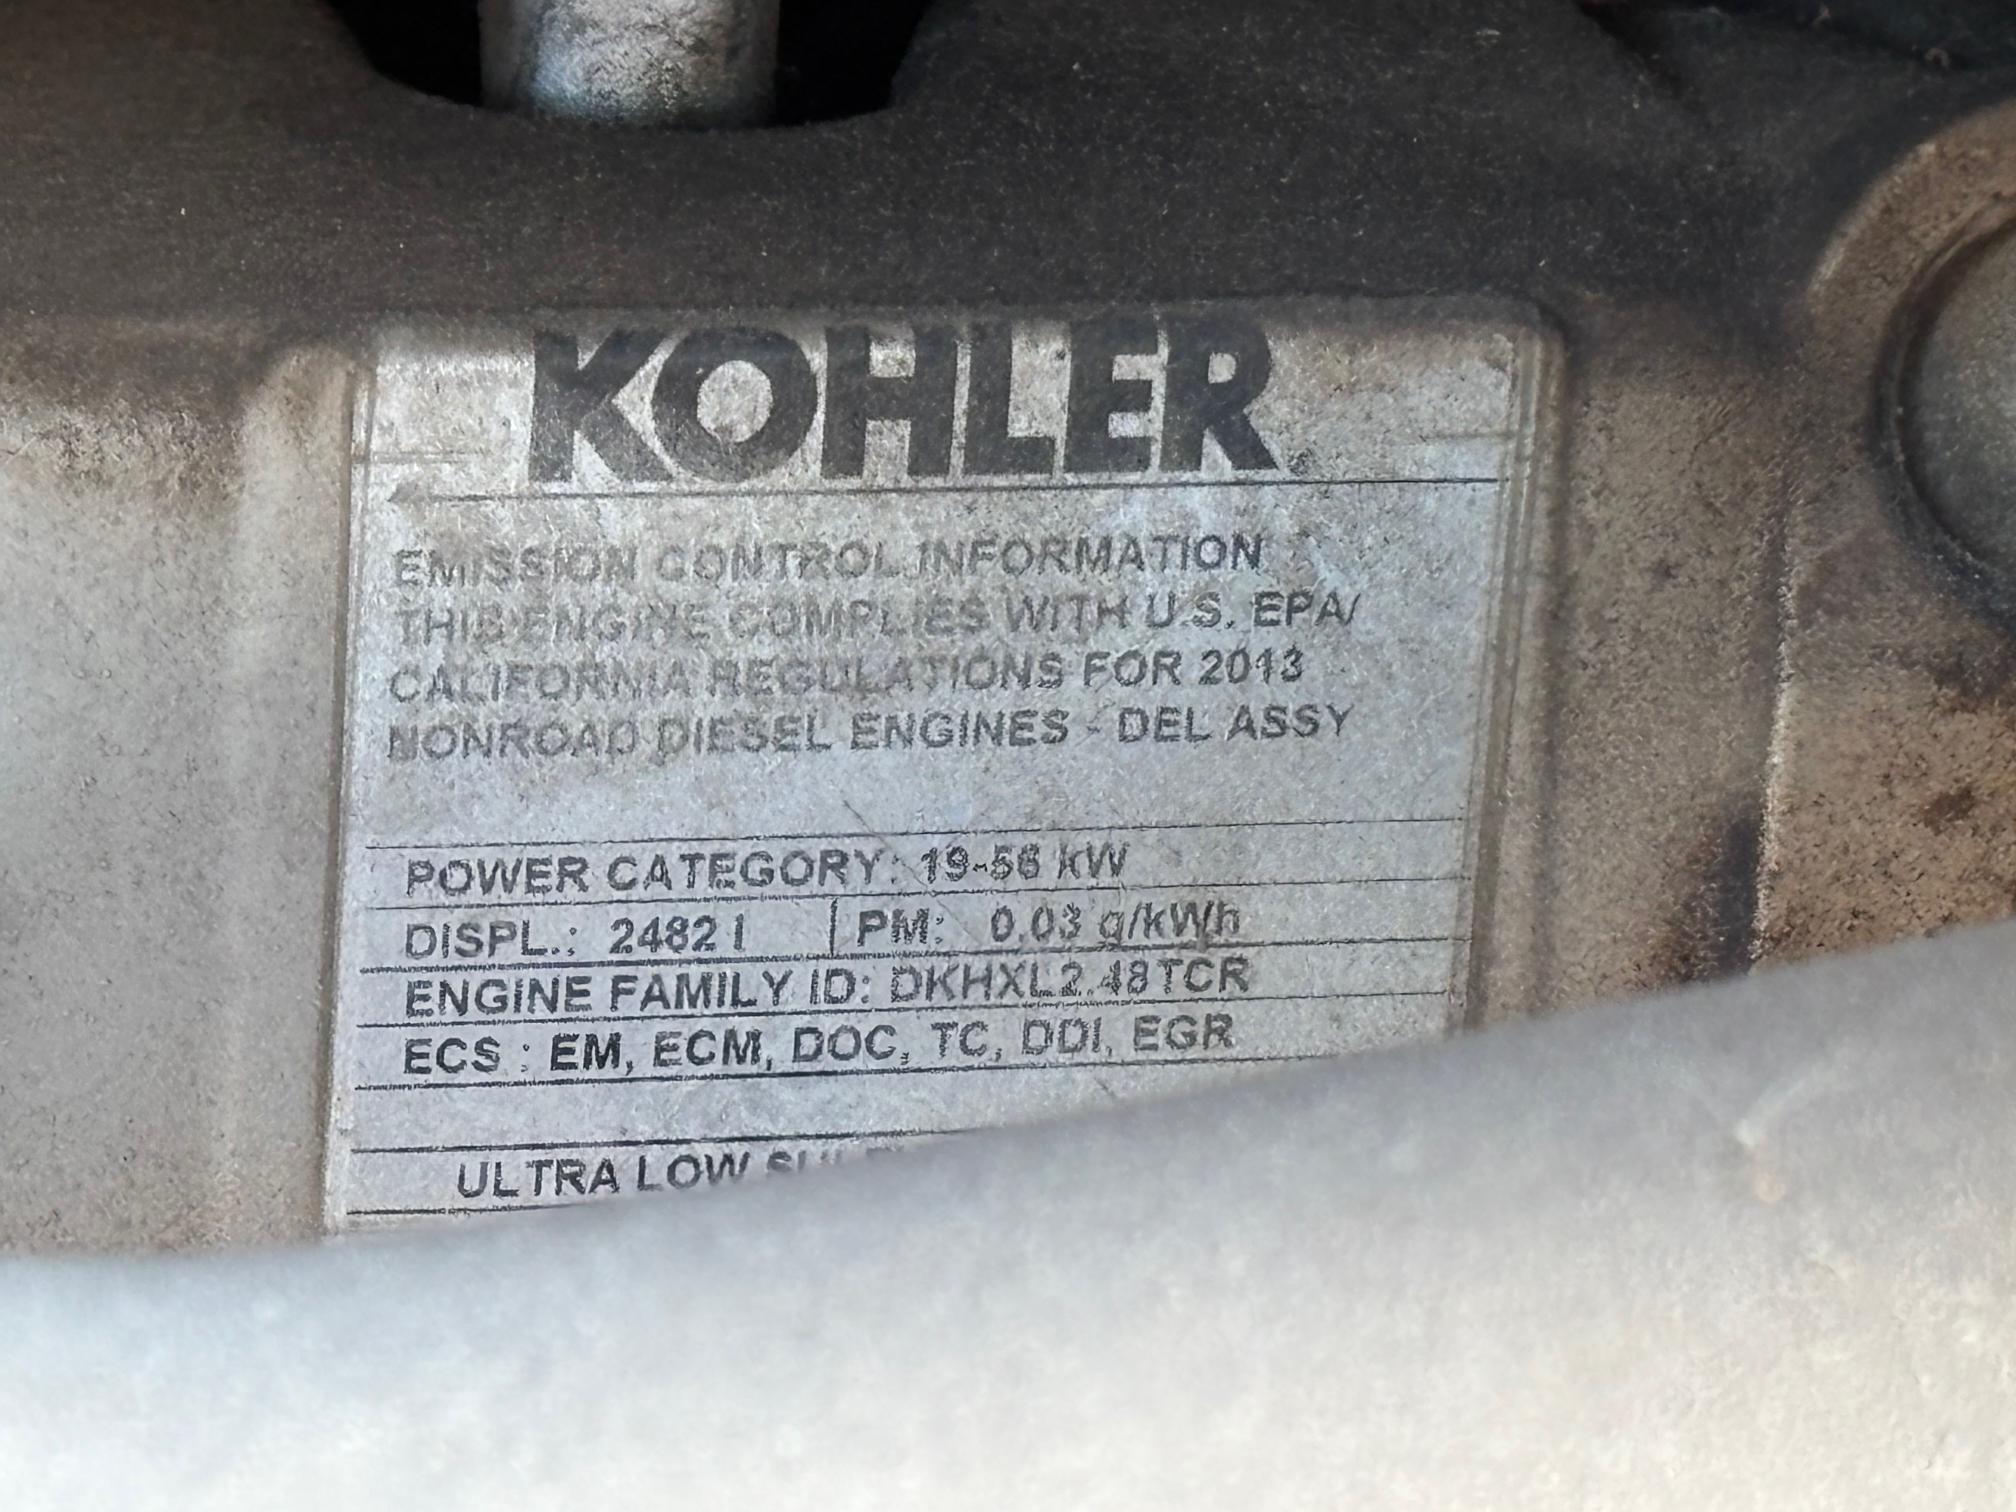 KOHLER
EMISSION CONTROL INFORMATION
THIS ENGINE COMPLIES WITH U.S. EPA/
CALIFORNIA REGULATIONS FOR 2013
NONROAD DIESEL ENGINES - DEL ASSY
POWER CATEGORY: 19-56 kW
DISPL.: 2482 l PM: 0.03 g/kWh
ENGINE FAMILY ID: DKHXL2.48TCR
ECS : EM, ECM, DOC, TC, DDI, EGR
ULTRA LOW